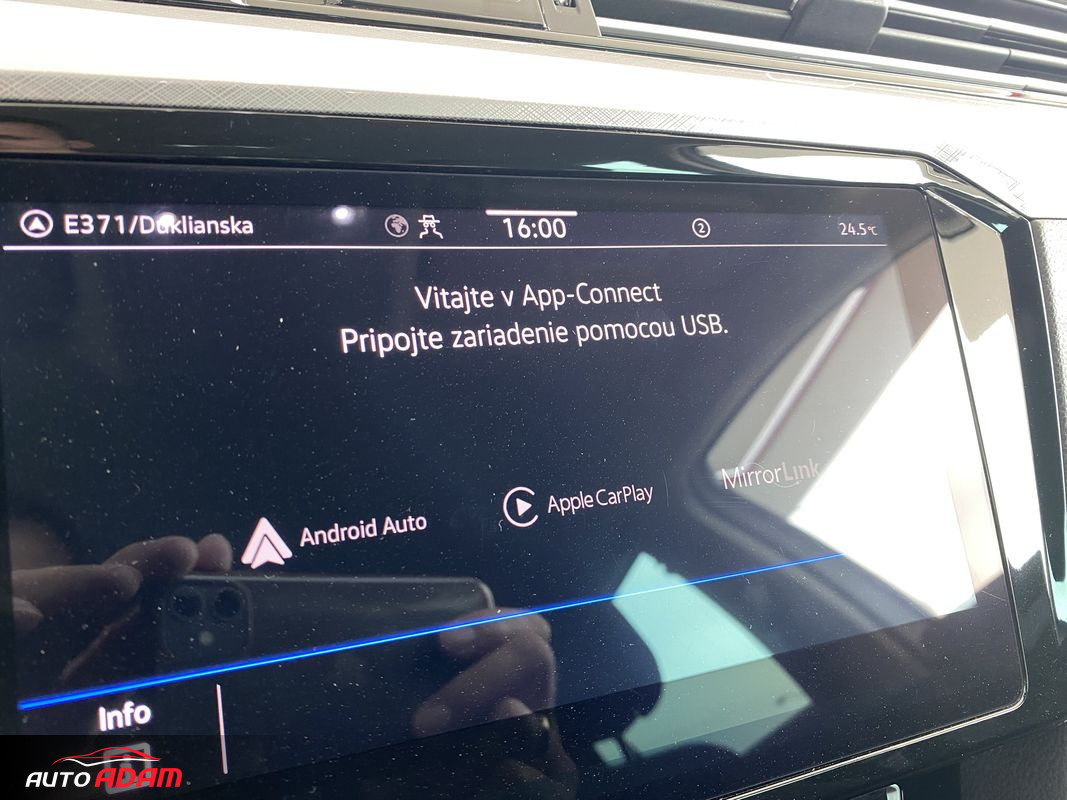 E371/Duklianska
16:00
2
24.5°C
Vitajte v App-Connect
Pripojte zariadenie pomocou USB.
Android Auto
Apple CarPlay
MirrorLink
Info
AUTO ADAM